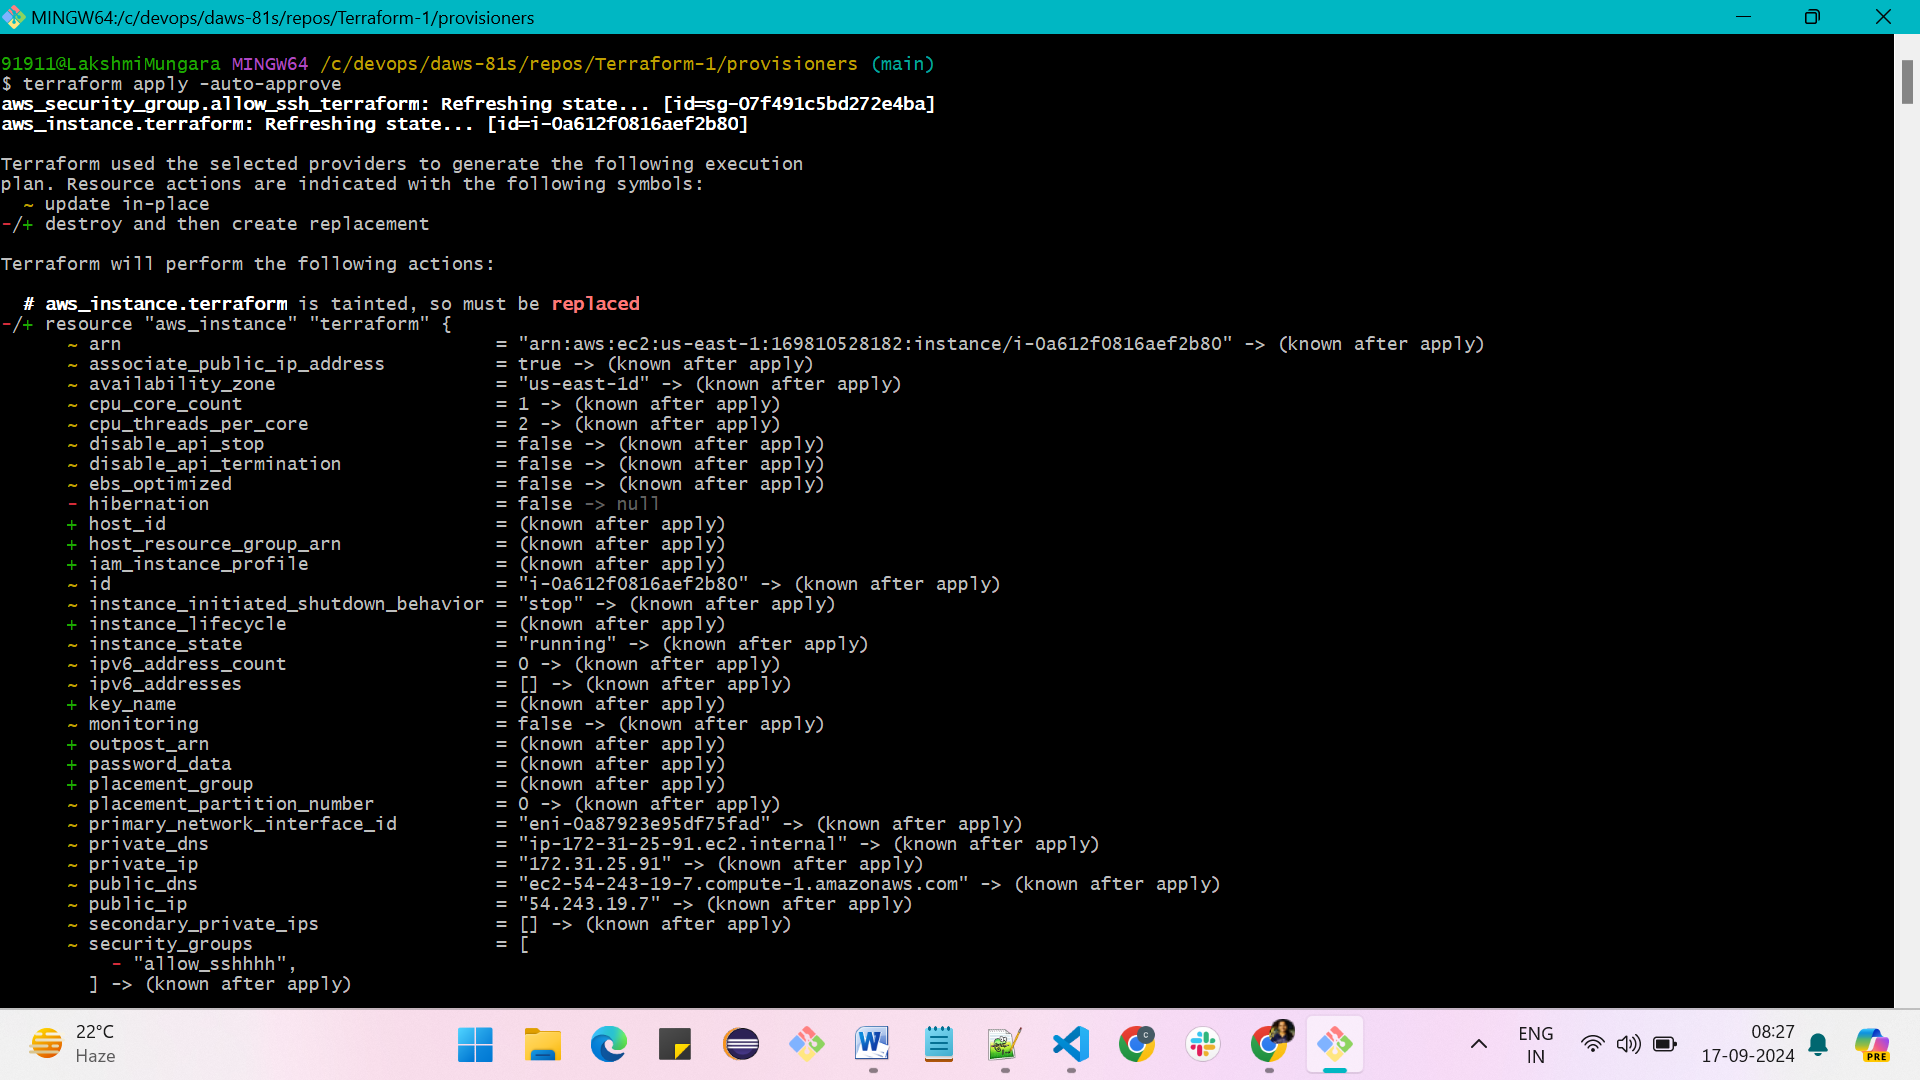 MINGW64:/c/devops/daws-81s/repos/Terraform-1/provisioners
91911@LakshmiMungara MINGW64 /c/devops/daws-81s/repos/Terraform-1/provisioners (main)
$ terraform apply -auto-approve
aws_security_group.allow_ssh_terraform: Refreshing state... [id=sg-07f491c5bd272e4ba]
aws_instance.terraform: Refreshing state... [id=i-0a612f0816aef2b80]
Terraform used the selected providers to generate the following execution
plan. Resource actions are indicated with the following symbols:
  ~ update in-place
-/+ destroy and then create replacement
Terraform will perform the following actions:
  # aws_instance.terraform is tainted, so must be replaced
-/+ resource "aws_instance" "terraform" {
      ~ arn                                  = "arn:aws:ec2:us-east-1:169810528182:instance/i-0a612f0816aef2b80" -> (known after apply)
      ~ associate_public_ip_address          = true -> (known after apply)
      ~ availability_zone                    = "us-east-1d" -> (known after apply)
      ~ cpu_core_count                       = 1 -> (known after apply)
      ~ cpu_threads_per_core                 = 2 -> (known after apply)
      ~ disable_api_stop                     = false -> (known after apply)
      ~ disable_api_termination              = false -> (known after apply)
      ~ ebs_optimized                        = false -> (known after apply)
      - hibernation                          = false -> null
      + host_id                              = (known after apply)
      + host_resource_group_arn              = (known after apply)
      + iam_instance_profile                 = (known after apply)
      ~ id                                   = "i-0a612f0816aef2b80" -> (known after apply)
      ~ instance_initiated_shutdown_behavior = "stop" -> (known after apply)
      + instance_lifecycle                   = (known after apply)
      ~ instance_state                       = "running" -> (known after apply)
      ~ ipv6_address_count                   = 0 -> (known after apply)
      ~ ipv6_addresses                       = [] -> (known after apply)
      + key_name                             = (known after apply)
      ~ monitoring                           = false -> (known after apply)
      + outpost_arn                          = (known after apply)
      + password_data                        = (known after apply)
      + placement_group                      = (known after apply)
      ~ placement_partition_number           = 0 -> (known after apply)
      ~ primary_network_interface_id         = "eni-0a87923e95df75fad" -> (known after apply)
      ~ private_dns                          = "ip-172-31-25-91.ec2.internal" -> (known after apply)
      ~ private_ip                           = "172.31.25.91" -> (known after apply)
      ~ public_dns                           = "ec2-54-243-19-7.compute-1.amazonaws.com" -> (known after apply)
      ~ public_ip                            = "54.243.19.7" -> (known after apply)
      ~ secondary_private_ips                = [] -> (known after apply)
      ~ security_groups                      = [
          - "allow_sshhhh",
        ] -> (known after apply)
22°C
Haze
ENG
IN
08:27
17-09-2024
PRE